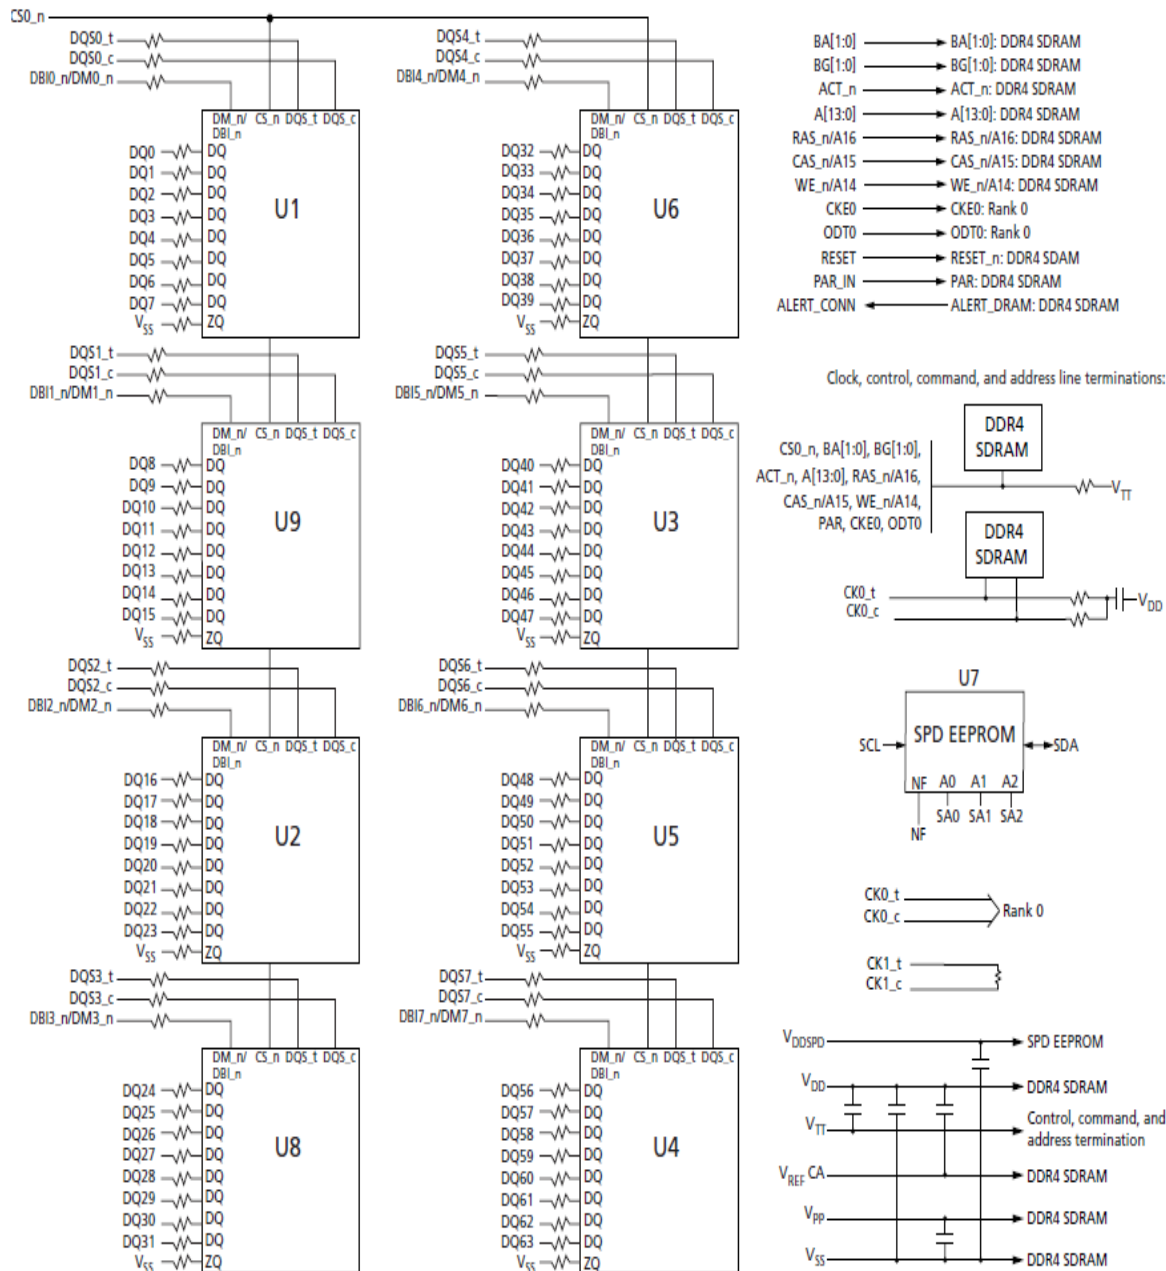 CS0_n
DQS0_t
DQS0_c
DBI0_n/DM0_n
DM_n/ CS_n DQS_t DQS_c
DBI_n
DQ0 DQ
DQ1 DQ
DQ2 DQ
DQ3 DQ
DQ4 DQ
DQ5 DQ
DQ6 DQ
DQ7 DQ
VSS ZQ
U1
DQS1_t
DQS1_c
DBI1_n/DM1_n
DM_n/ CS_n DQS_t DQS_c
DBI_n
DQ8 DQ
DQ9 DQ
DQ10 DQ
DQ11 DQ
DQ12 DQ
DQ13 DQ
DQ14 DQ
DQ15 DQ
VSS ZQ
U9
DQS2_t
DQS2_c
DBI2_n/DM2_n
DM_n/ CS_n DQS_t DQS_c
DBI_n
DQ16 DQ
DQ17 DQ
DQ18 DQ
DQ19 DQ
DQ20 DQ
DQ21 DQ
DQ22 DQ
DQ23 DQ
VSS ZQ
U2
DQS3_t
DQS3_c
DBI3_n/DM3_n
DM_n/ CS_n DQS_t DQS_c
DBI_n
DQ24 DQ
DQ25 DQ
DQ26 DQ
DQ27 DQ
DQ28 DQ
DQ29 DQ
DQ30 DQ
DQ31 DQ
VSS ZQ
U8
DQS4_t
DQS4_c
DBI4_n/DM4_n
DM_n/ CS_n DQS_t DQS_c
DBI_n
DQ32 DQ
DQ33 DQ
DQ34 DQ
DQ35 DQ
DQ36 DQ
DQ37 DQ
DQ38 DQ
DQ39 DQ
VSS ZQ
U6
DQS5_t
DQS5_c
DBI5_n/DM5_n
DM_n/ CS_n DQS_t DQS_c
DBI_n
DQ40 DQ
DQ41 DQ
DQ42 DQ
DQ43 DQ
DQ44 DQ
DQ45 DQ
DQ46 DQ
DQ47 DQ
VSS ZQ
U3
DQS6_t
DQS6_c
DBI6_n/DM6_n
DM_n/ CS_n DQS_t DQS_c
DBI_n
DQ48 DQ
DQ49 DQ
DQ50 DQ
DQ51 DQ
DQ52 DQ
DQ53 DQ
DQ54 DQ
DQ55 DQ
VSS ZQ
U5
DQS7_t
DQS7_c
DBI7_n/DM7_n
DM_n/ CS_n DQS_t DQS_c
DBI_n
DQ56 DQ
DQ57 DQ
DQ58 DQ
DQ59 DQ
DQ60 DQ
DQ61 DQ
DQ62 DQ
DQ63 DQ
VSS ZQ
U4
BA[1:0] BA[1:0]: DDR4 SDRAM
BG[1:0] BG[1:0]: DDR4 SDRAM
ACT_n ACT_n: DDR4 SDRAM
A[13:0] A[13:0]: DDR4 SDRAM
RAS_n/A16 RAS_n/A16: DDR4 SDRAM
CAS_n/A15 CAS_n/A15: DDR4 SDRAM
WE_n/A14 WE_n/A14: DDR4 SDRAM
CKE0 CKE0: Rank 0
ODT0 ODT0: Rank 0
RESET RESET_n: DDR4 SDAM
PAR_IN PAR: DDR4 SDRAM
ALERT_CONN ALERT_DRAM: DDR4 SDRAM
Clock, control, command, and address line terminations:
DDR4
SDRAM
CS0_n, BA[1:0], BG[1:0],
ACT_n, A[13:0], RAS_n/A16,
CAS_n/A15, WE_n/A14,
PAR, CKE0, ODT0
VTT
DDR4
SDRAM
CK0_t
CK0_c
VDD
U7
SPD EEPROM
SCL SDA
NF A0 A1 A2
SA0 SA1 SA2
NF
CK0_t
CK0_c
Rank 0
CK1_t
CK1_c
VDDSPD SPD EEPROM
VDD DDR4 SDRAM
VTT Control, command, and
address termination
VREF CA DDR4 SDRAM
VPP DDR4 SDRAM
VSS DDR4 SDRAM